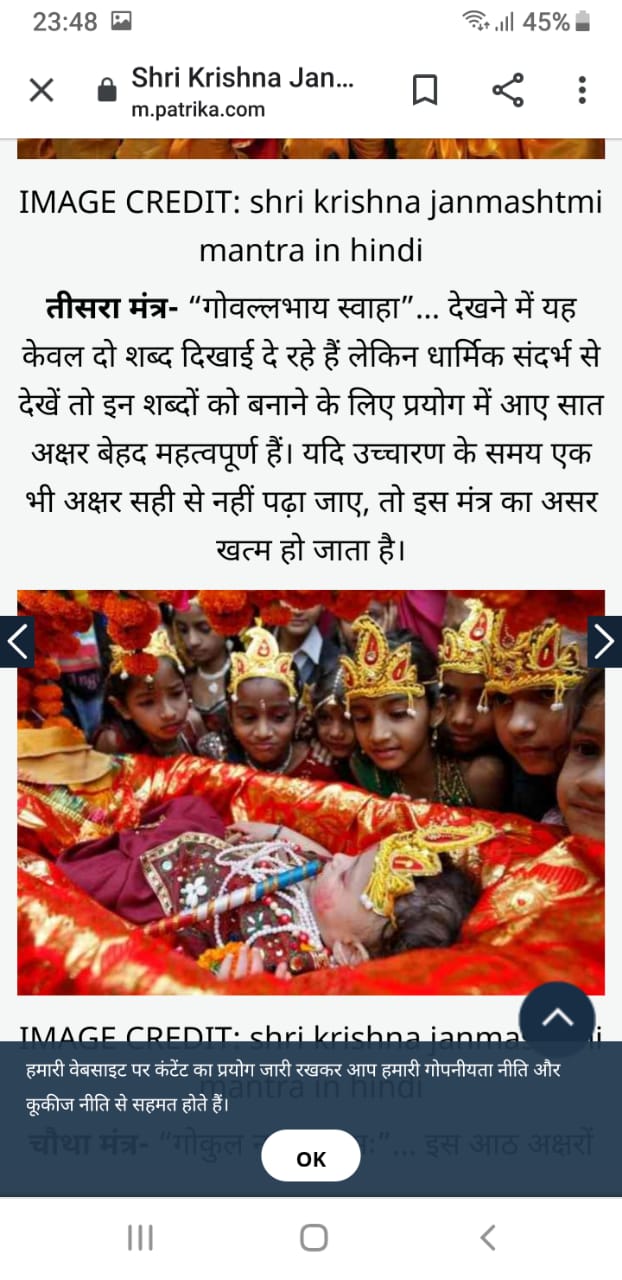 23:48
45%
Shri Krishna Jan...
m.patrika.com
IMAGE CREDIT: shri krishna janmashtmi
mantra in hindi
तीसरा मंत्र- “गोवल्लभाय स्वाहा”... देखने में यह
केवल दो शब्द दिखाई दे रहे हैं लेकिन धार्मिक संदर्भ से
देखें तो इन शब्दों को बनाने के लिए प्रयोग में आए सात
अक्षर बेहद महत्वपूर्ण हैं। यदि उच्चारण के समय एक
भी अक्षर सही से नहीं पढ़ा जाए, तो इस मंत्र का असर
खत्म हो जाता है।
IMAGE CREDIT: shri krishna
हमारी वेबसाइट पर कंटेंट का प्रयोग जारी रखकर आप हमारी गोपनीयता नीति और
mantra in hindi
कूकीज नीति से सहमत होते हैं।
चौथा मंत्र- “गोकुल ... इस आठ अक्षरों
OK